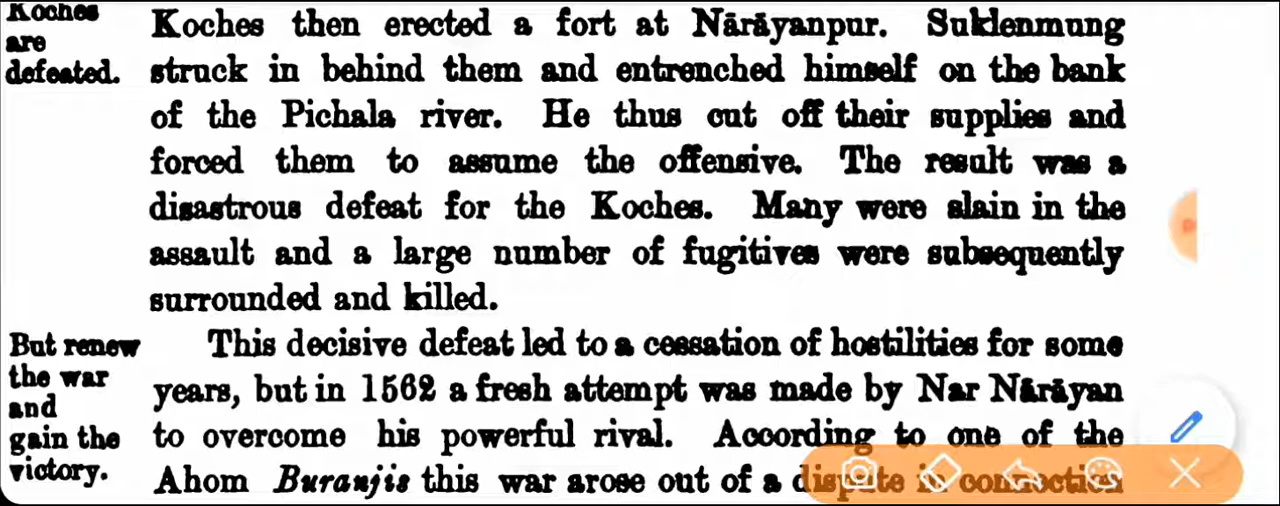 Koches
are
defeated.
Koches then erected a fort at Nārāyanpur. Suklenmung
struck in behind them and entrenched himself on the bank
of the Pichala river. He thus cut off their supplies and
forced them to assume the offensive. The result was a
disastrous defeat for the Koches. Many were slain in the
assault and a large number of fugitives were subsequently
surrounded and killed.
But renew
the war
and
gain the
victory.
This decisive defeat led to a cessation of hostilities for some
years, but in 1562 a fresh attempt was made by Nar Nārāyan
to overcome his powerful rival. According to one of the
Ahom Buranjis this war arose out of a dispute in connection